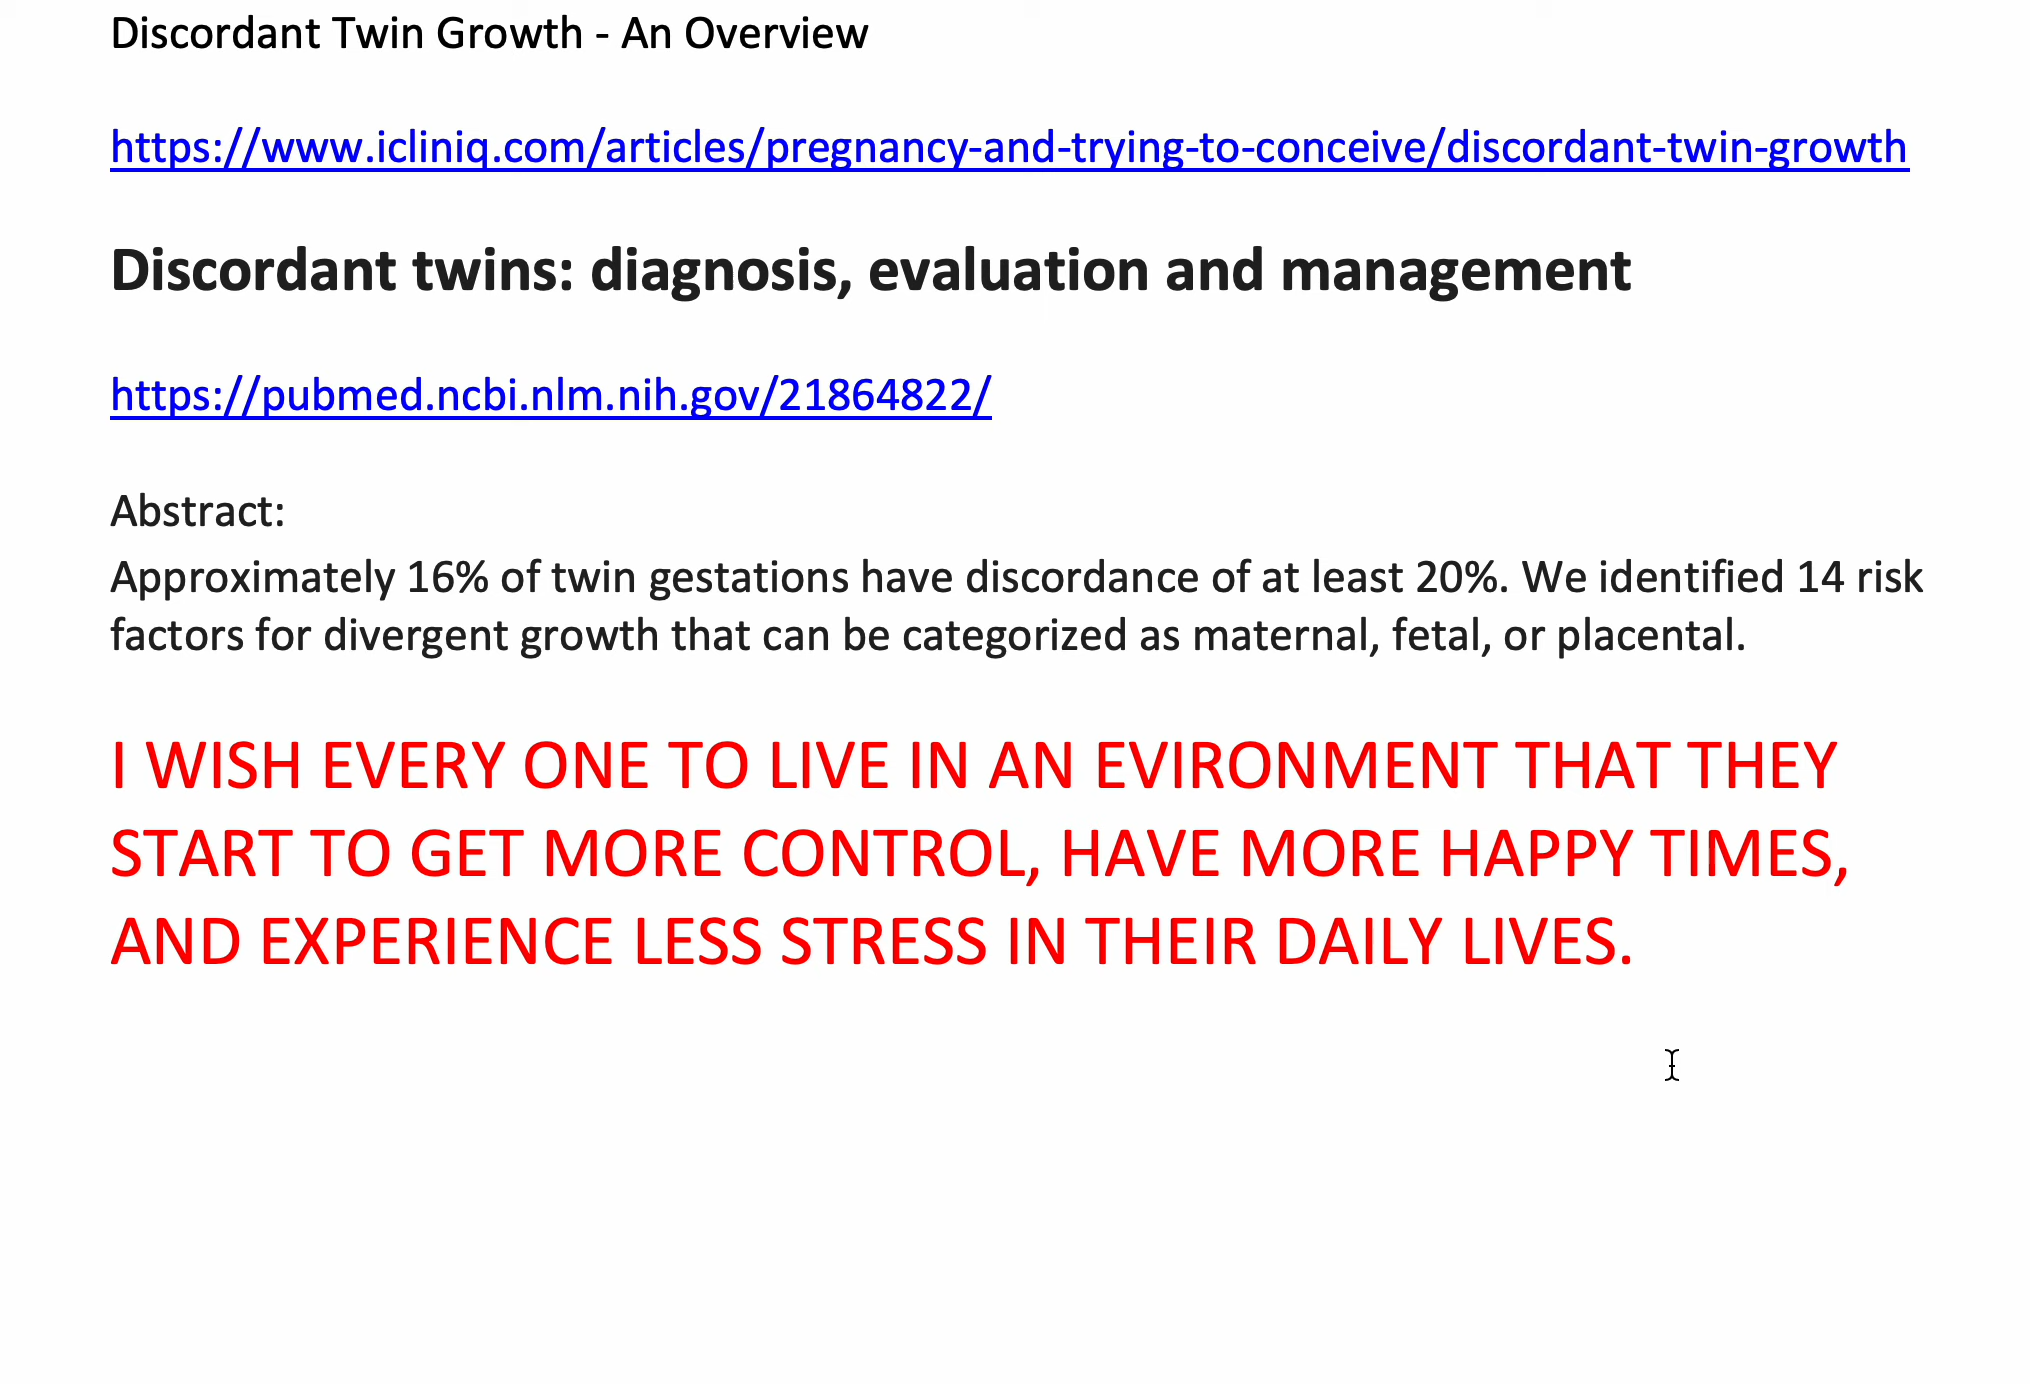 Discordant Twin Growth - An Overview
https://www.icliniq.com/articles/pregnancy-and-trying-to-conceive/discordant-twin-growth
Discordant twins: diagnosis, evaluation and management
https://pubmed.ncbi.nlm.nih.gov/21864822/
Abstract:
Approximately 16% of twin gestations have discordance of at least 20%. We identified 14 risk
factors for divergent growth that can be categorized as maternal, fetal, or placental.
I WISH EVERY ONE TO LIVE IN AN EVIRONMENT THAT THEY
START TO GET MORE CONTROL, HAVE MORE HAPPY TIMES,
AND EXPERIENCE LESS STRESS IN THEIR DAILY LIVES.